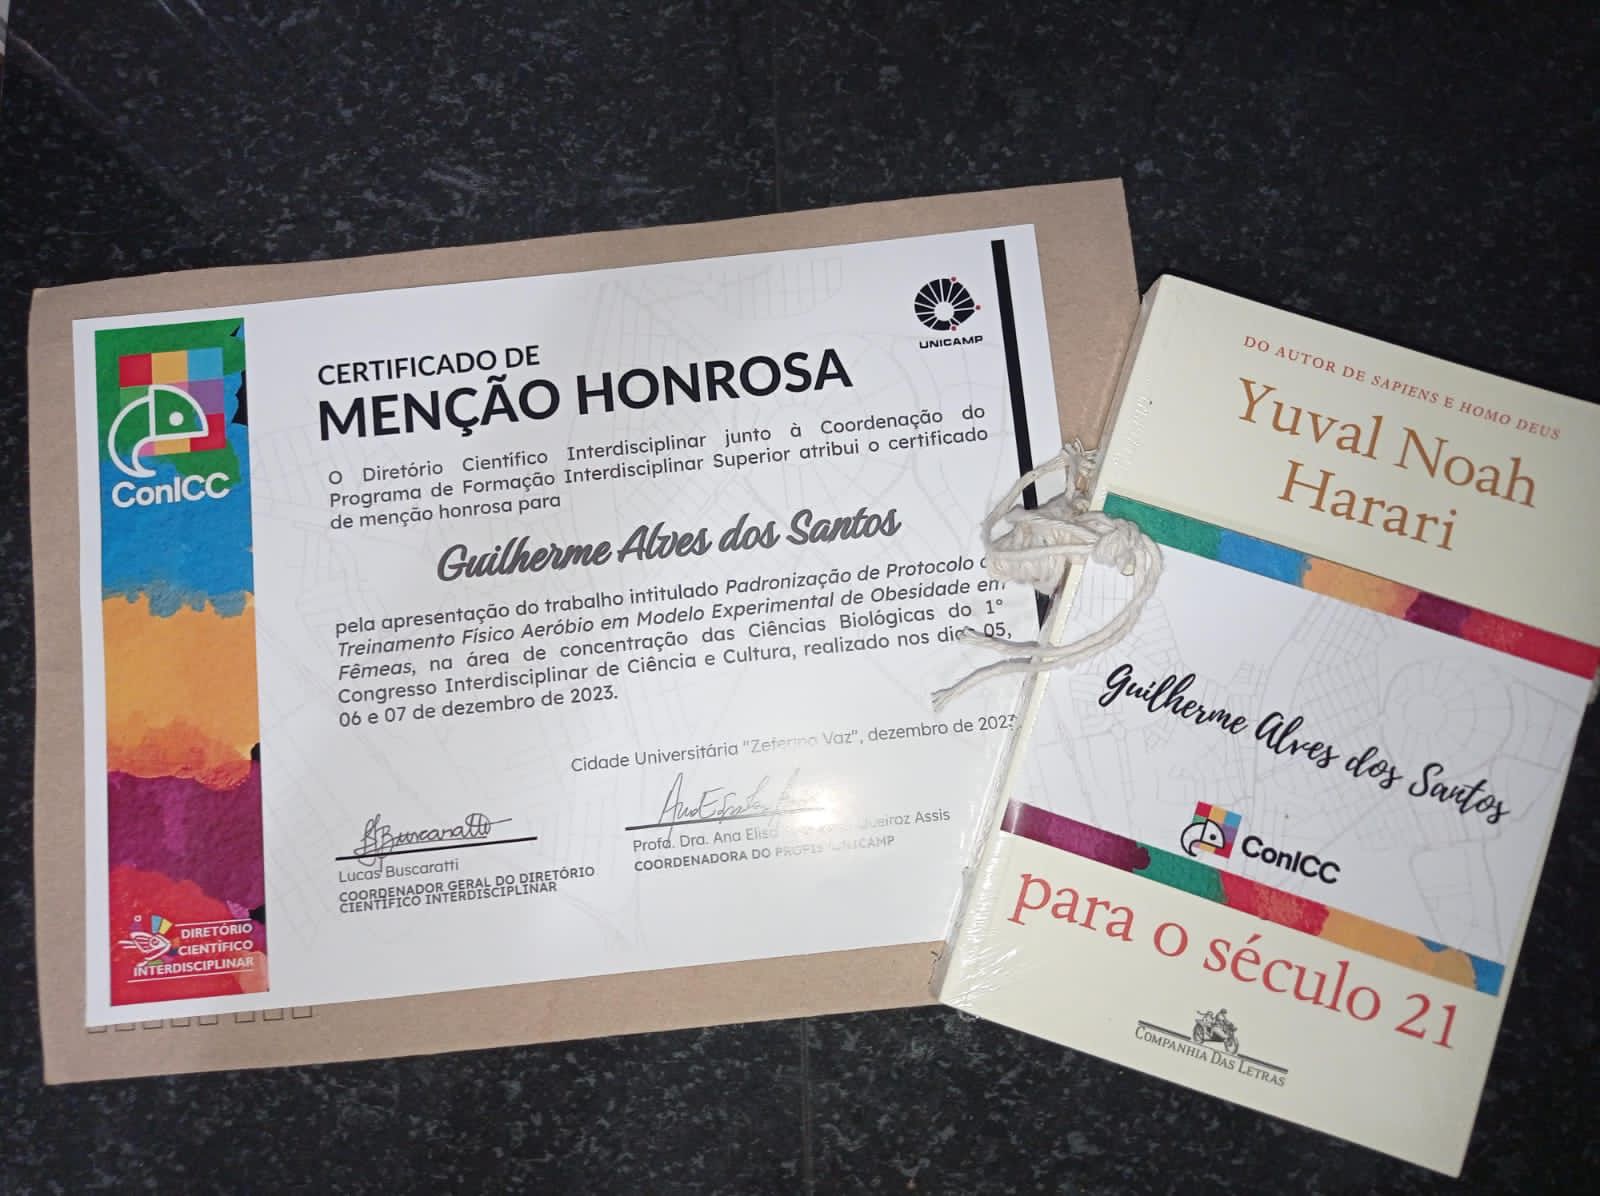 ConICC
UNICAMP
CERTIFICADO DE
MENÇÃO HONROSA
O Diretório Científico Interdisciplinar junto à Coordenação do
Programa de Formação Interdisciplinar Superior atribui o certificado
de menção honrosa para
Guilherme Alves dos Santos
pela apresentação do trabalho intitulado Padronização de Protocolo
Treinamento Físico Aeróbio em Modelo Experimental de Obesidade em
Fêmeas, na área de concentração das Ciências Biológicas do 1°
Congresso Interdisciplinar de Ciência e Cultura, realizado nos dias 05,
06 e 07 de dezembro de 2023.
Cidade Universitária "Zeferino Vaz", dezembro de 2023.
Lucas Buscaratti
COORDENADOR GERAL DO DIRETÓRIO
CIENTÍFICO INTERDISCIPLINAR
Profa. Dra. Ana Elisa Queiroz Assis
COORDENADORA DO PROFIS/UNICAMP
DIRETÓRIO
CIENTÍFICO
INTERDISCIPLINAR
DO AUTOR DE SAPIENS E HOMO DEUS
Yuval Noah
Harari
Guilherme Alves dos Santos
ConICC
para o século 21
COMPANHIA DAS LETRAS